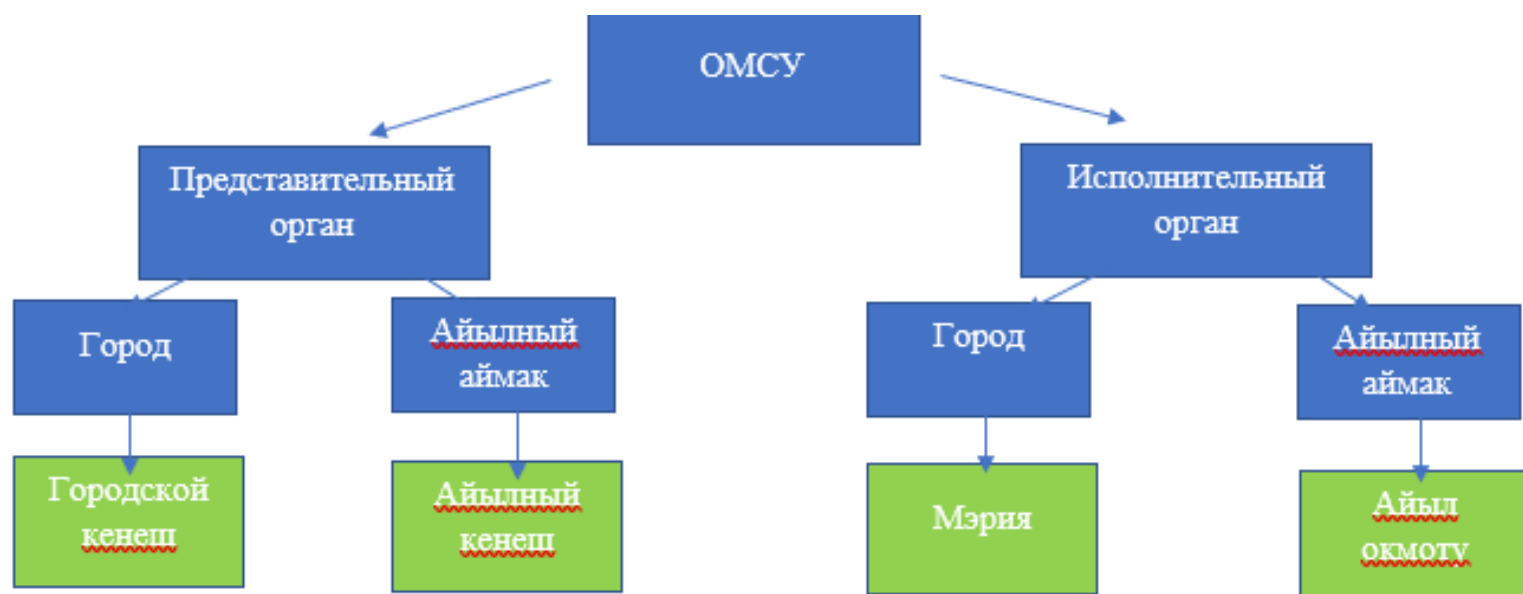 ОМСУ
Представительный
орган
Исполнительный
орган
Город
Айылный
аймак
Город
Айылный
аймак
Городской
кенеш
Айылный
кенеш
Мэрия
Айыл
окмоту